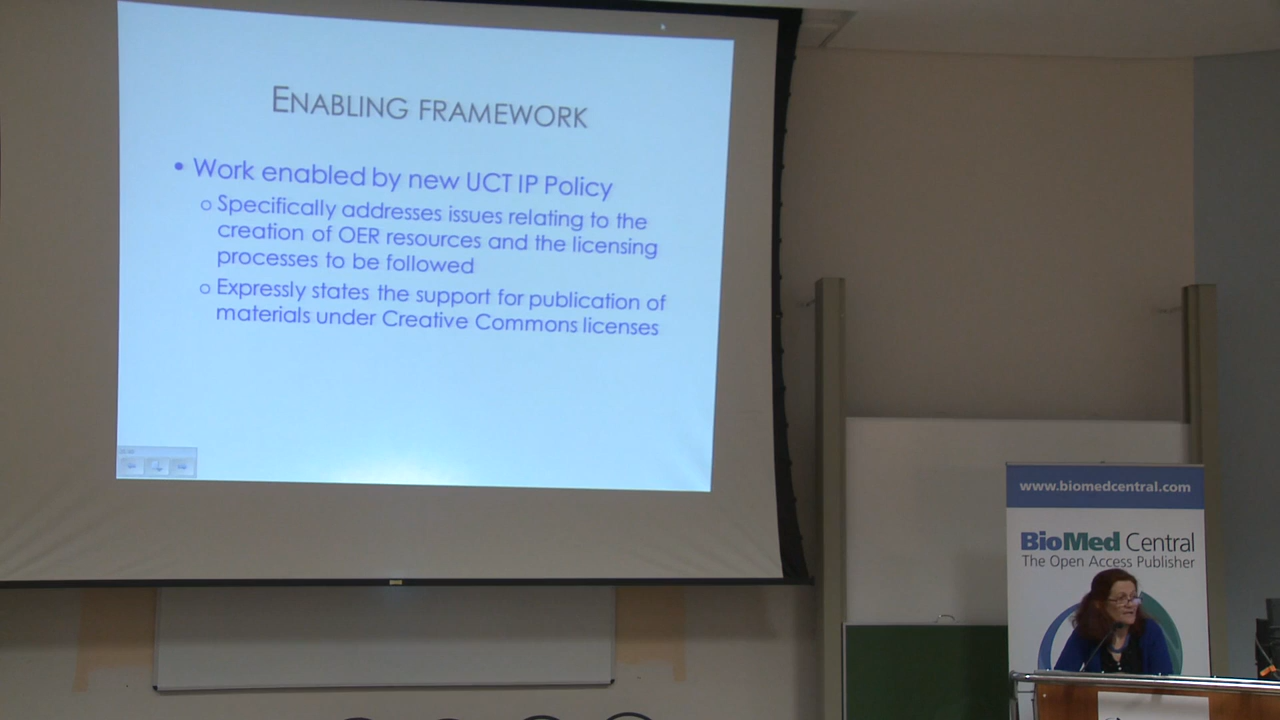 ENABLING FRAMEWORK
• Work enabled by new UCT IP Policy
o Specifically addresses issues relating to the
creation of OER resources and the licensing
processes to be followed
o Expressly states the support for publication of
materials under Creative Commons licenses
www.biomedcentral.com
BioMed Central
The Open Access Publisher